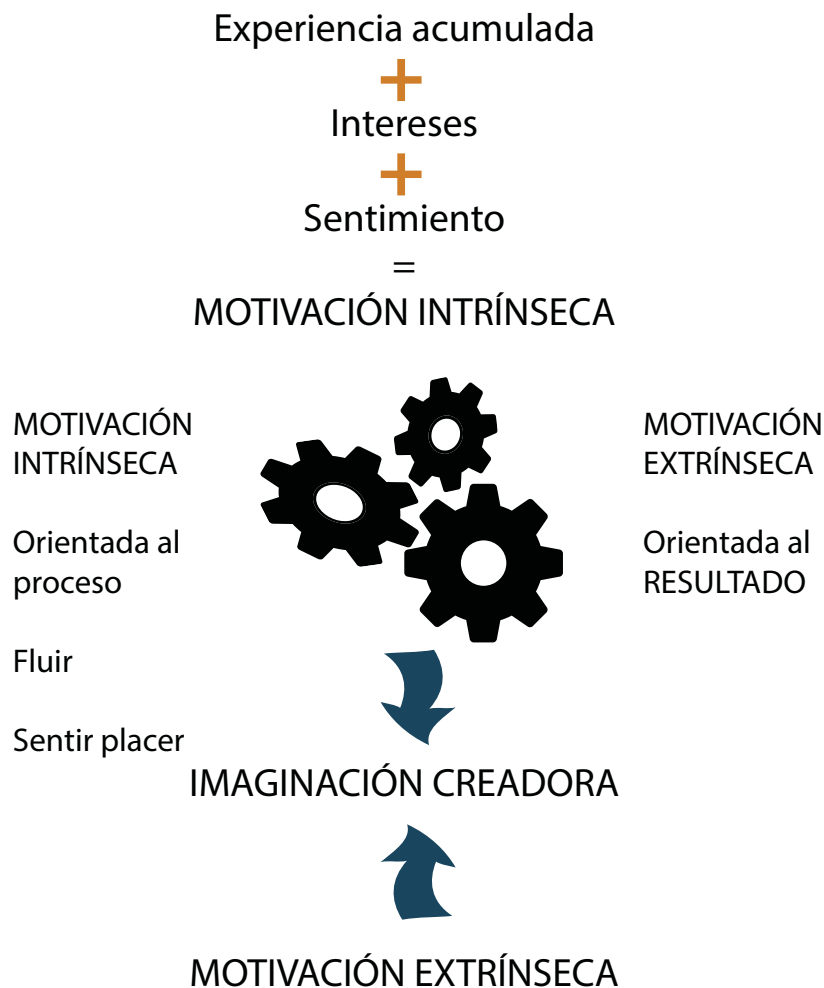 Experiencia acumulada
+
Intereses
+
Sentimiento
=
MOTIVACIÓN INTRÍNSECA
MOTIVACIÓN
INTRÍNSECA
Orientada al
proceso
Fluir
Sentir placer
MOTIVACIÓN
EXTRÍNSECA
Orientada al
RESULTADO
IMAGINACIÓN CREADORA
MOTIVACIÓN EXTRÍNSECA